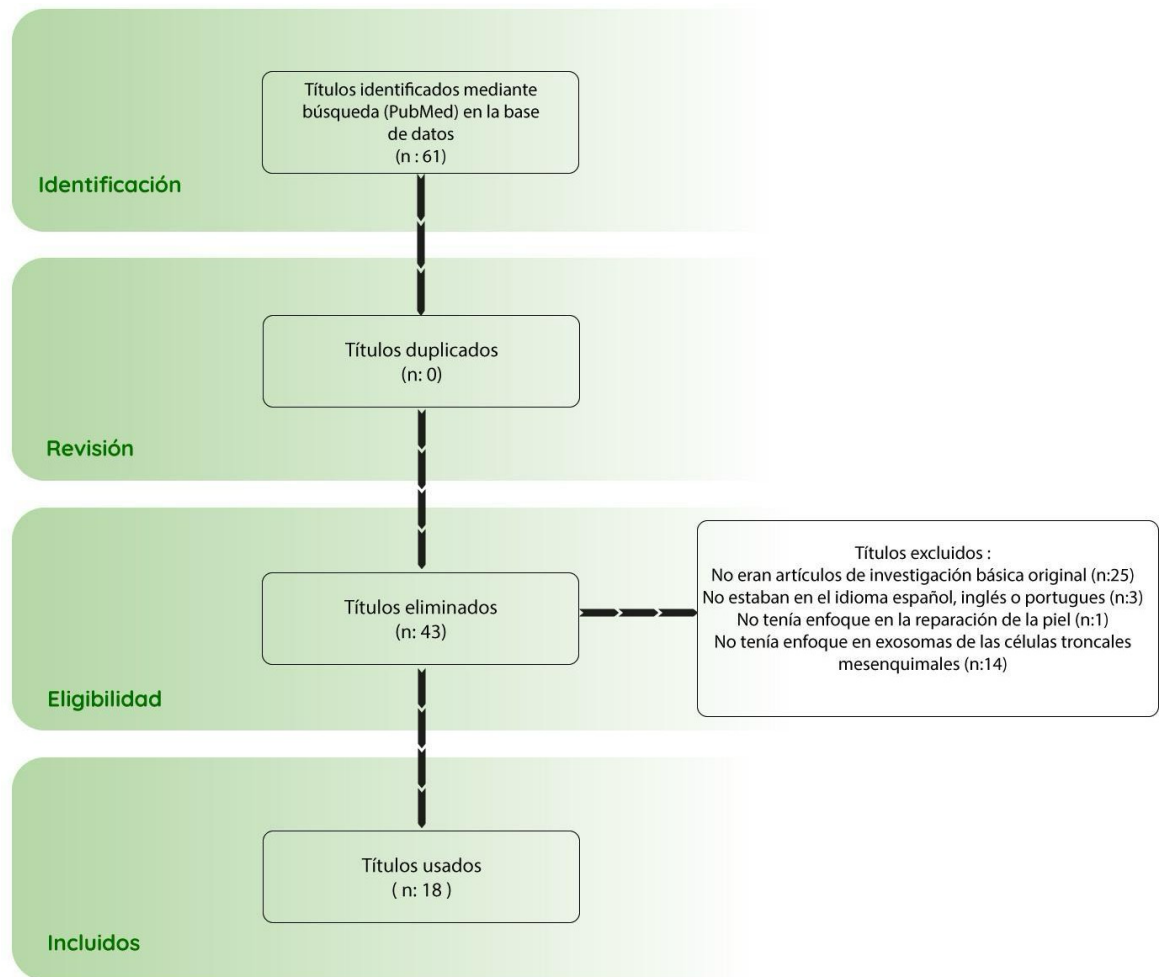 Títulos identificados mediante
búsqueda (PubMed) en la base
de datos
(n : 61)
Identificación
Títulos duplicados
(n: 0)
Revisión
Títulos eliminados
(n: 43)
Títulos excluidos :
No eran artículos de investigación básica original (n:25)
No estaban en el idioma español, inglés o portugues (n:3)
No tenía enfoque en la reparación de la piel (n:1)
No tenía enfoque en exosomas de las células troncales
mesenquimales (n:14)
Eligibilidad
Títulos usados
( n: 18 )
Incluidos